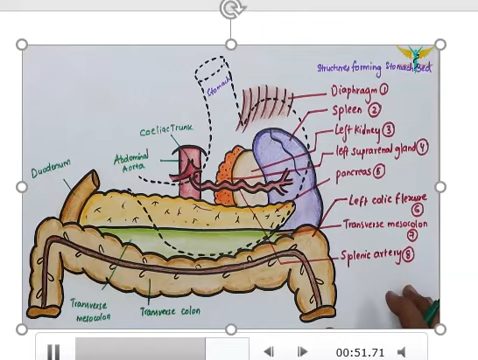 Structures forming Stomach Bed
Stomach
Diaphragm ①
Spleen ②
Left Kidney ③
left suprarenal gland ④
pancreas ⑤
Left colic flexure
⑥
Transverse mesocolon
⑦
Splenic artery ⑧
Coeliac Trunk
Abdominal
Aorta
Duodenum
Transverse
mesocolon
Transverse colon
00:51.71